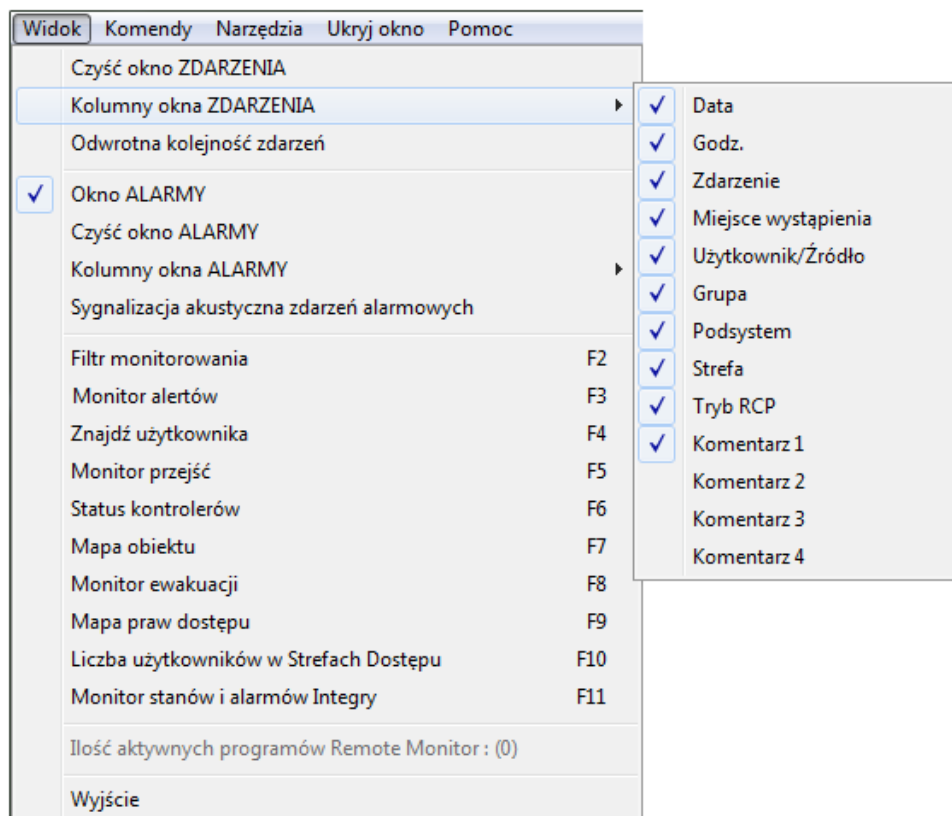 Widok Komendy Narzędzia Ukryj okno Pomoc
Czyść okno ZDARZENIA
Kolumny okna ZDARZENIA
Odwrotna kolejność zdarzeń
Okno ALARMY
Czyść okno ALARMY
Kolumny okna ALARMY
Sygnalizacja akustyczna zdarzeń alarmowych
Filtr monitorowania F2
Monitor alertów F3
Znajdź użytkownika F4
Monitor przejść F5
Status kontrolerów F6
Mapa obiektu F7
Monitor ewakuacji F8
Mapa praw dostępu F9
Liczba użytkowników w Strefach Dostępu F10
Monitor stanów i alarmów Integry F11
Ilość aktywnych programów Remote Monitor : (0)
Wyjście
Data
Godz.
Zdarzenie
Miejsce wystąpienia
Użytkownik/Źródło
Grupa
Podsystem
Strefa
Tryb RCP
Komentarz 1
Komentarz 2
Komentarz 3
Komentarz 4